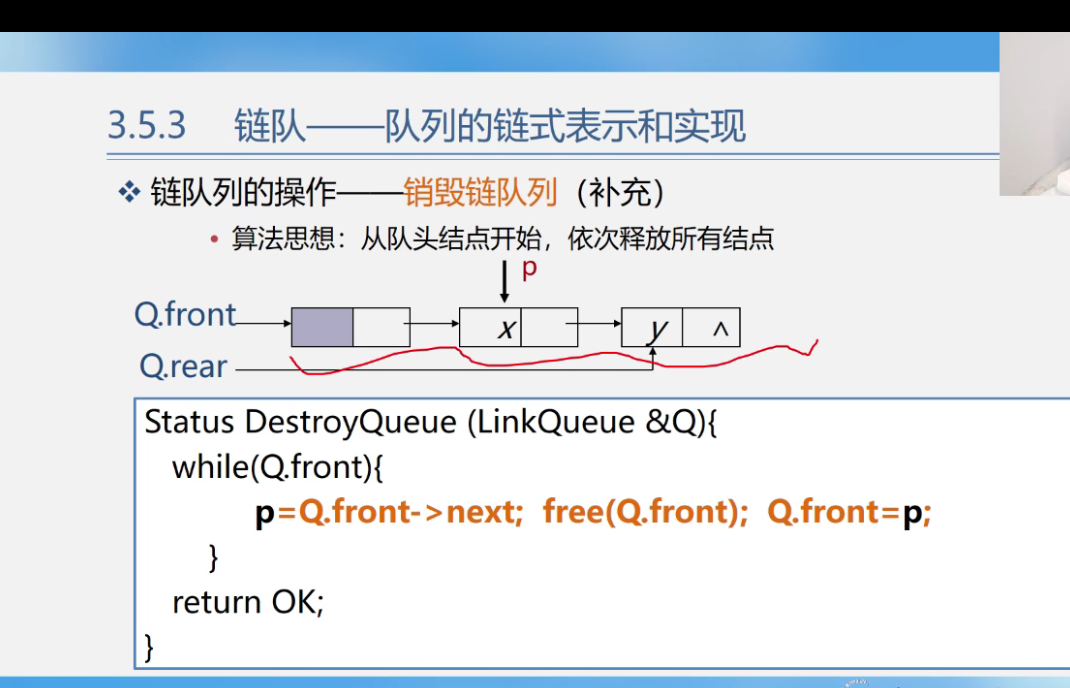 3.5.3 链队——队列的链式表示和实现
❖ 链队列的操作——销毁链队列（补充）
• 算法思想：从队头结点开始，依次释放所有结点
p
Q.front
x
y
^
Q.rear
Status DestroyQueue (LinkQueue &Q){
while(Q.front){
p=Q.front->next; free(Q.front); Q.front=p;
}
return OK;
}